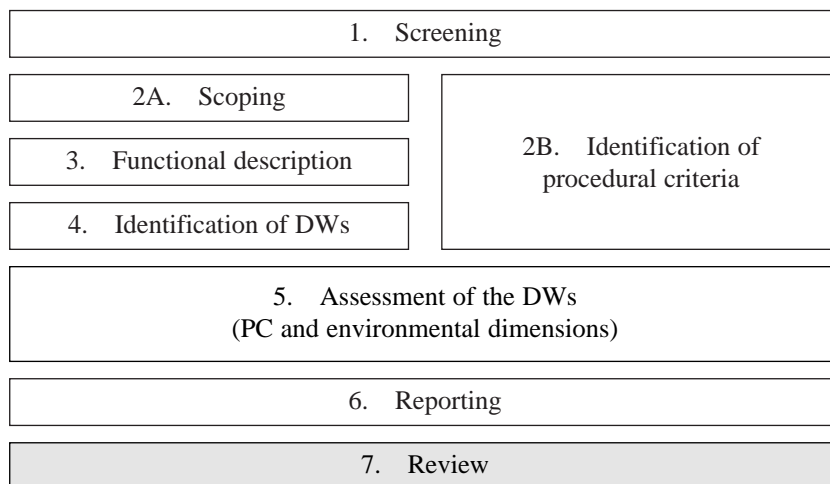 1. Screening
2A. Scoping
3. Functional description
4. Identification of DWs
2B. Identification of
procedural criteria
5. Assessment of the DWs
(PC and environmental dimensions)
6. Reporting
7. Review